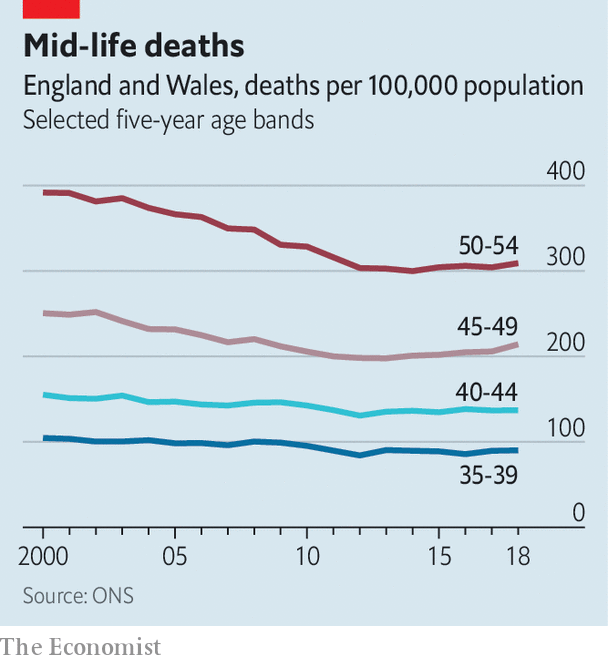 Mid-life deaths
England and Wales, deaths per 100,000 population
Selected five-year age bands
400
50-54
300
45-49
200
40-44
100
35-39
0
2000 05 10 15 18
Source: ONS
The Economist